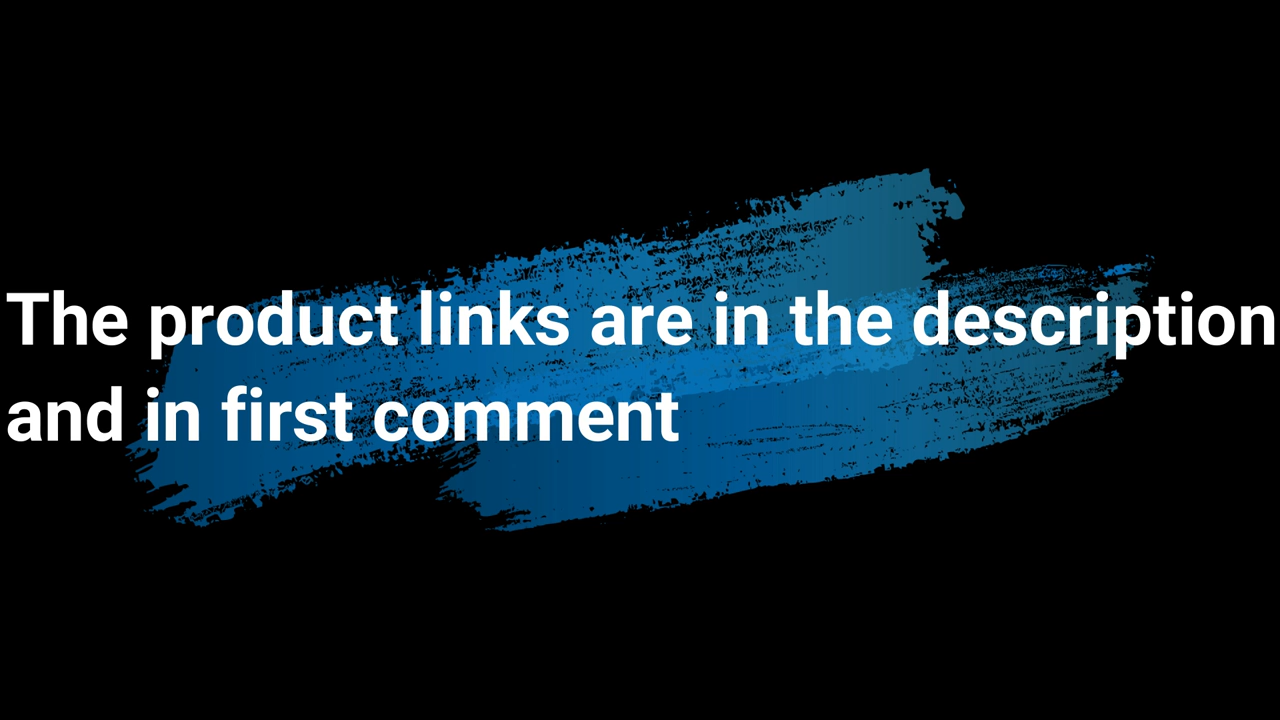 The product links are in the description
and in first comment